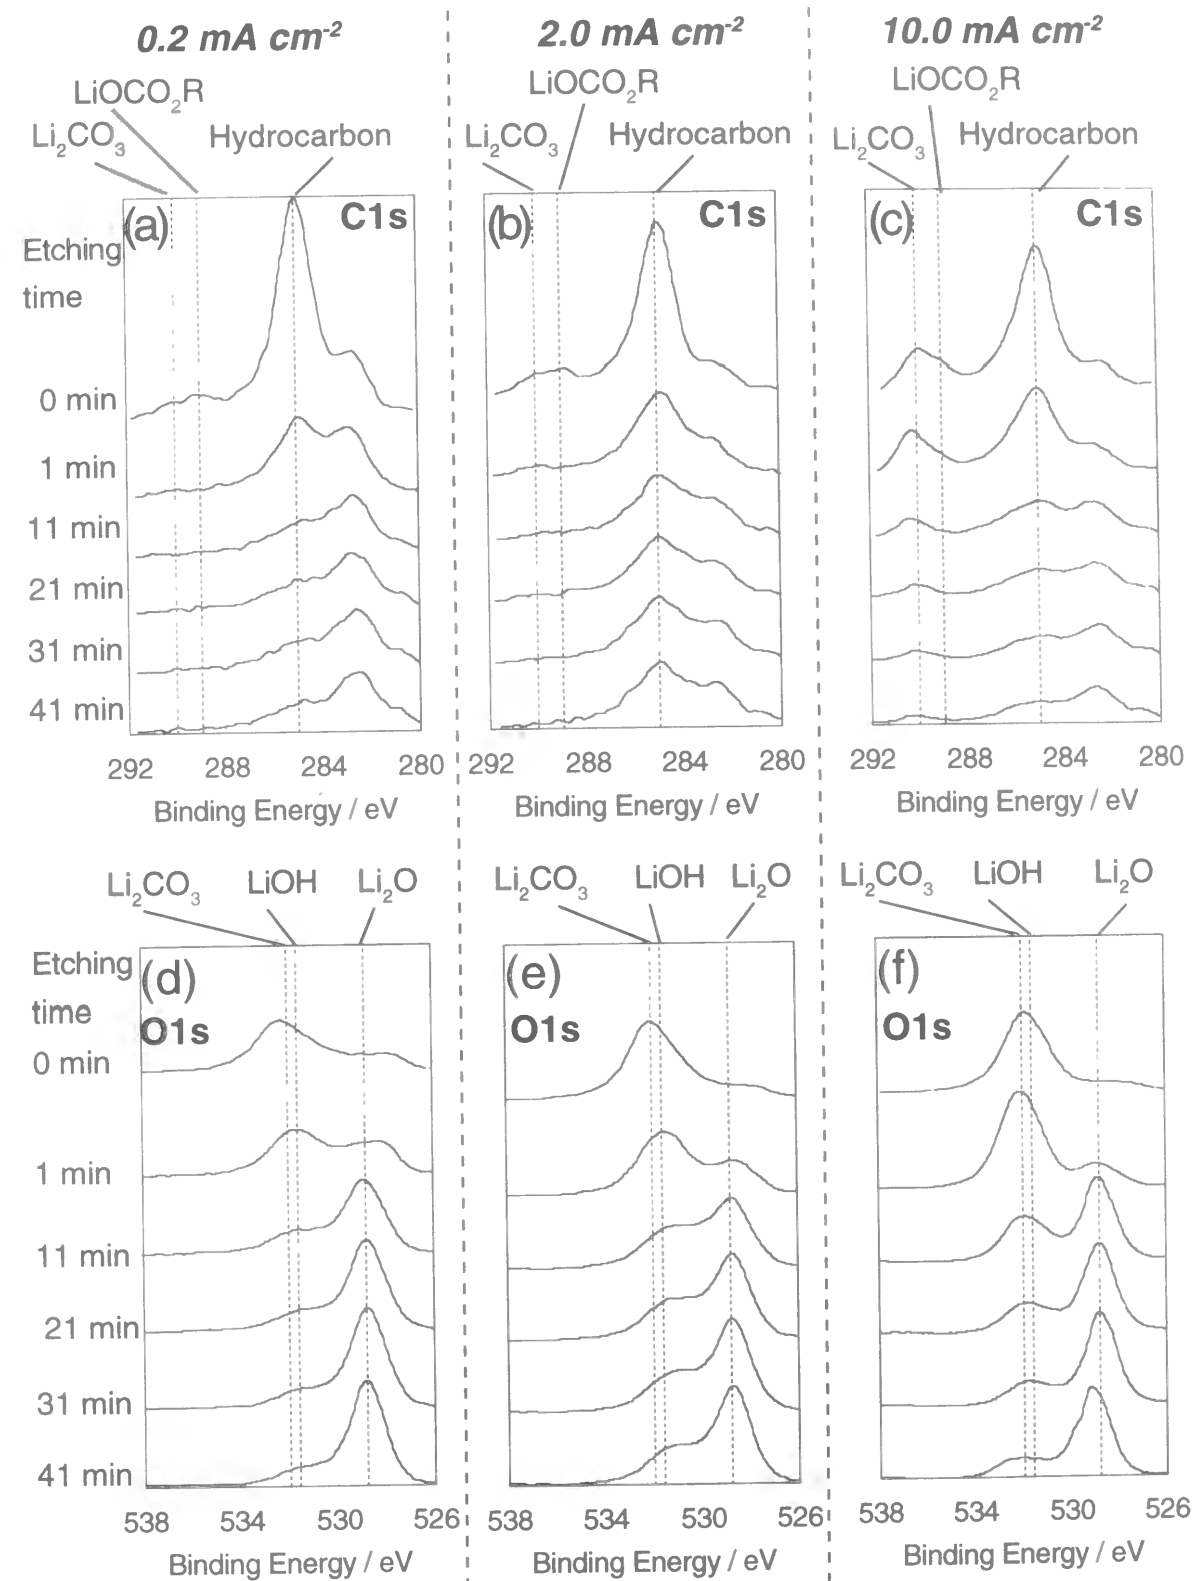 0.2 mA cm-2 2.0 mA cm-2 10.0 mA cm-2
LiOCO2R LiOCO2R LiOCO2R
Li2CO3 Hydrocarbon Li2CO3 Hydrocarbon Li2CO3 Hydrocarbon
(a) C1s (b) C1s (c) C1s
Etching
time
0 min
1 min
11 min
21 min
31 min
41 min
292 288 284 280 292 288 284 280 292 288 284 280
Binding Energy / eV Binding Energy / eV Binding Energy / eV
Li2CO3 LiOH Li2O Li2CO3 LiOH Li2O Li2CO3 LiOH Li2O
Etching (d) (e) (f)
time O1s O1s O1s
0 min
1 min
11 min
21 min
31 min
41 min
538 534 530 526 538 534 530 526 538 534 530 526
Binding Energy / eV Binding Energy / eV Binding Energy / eV